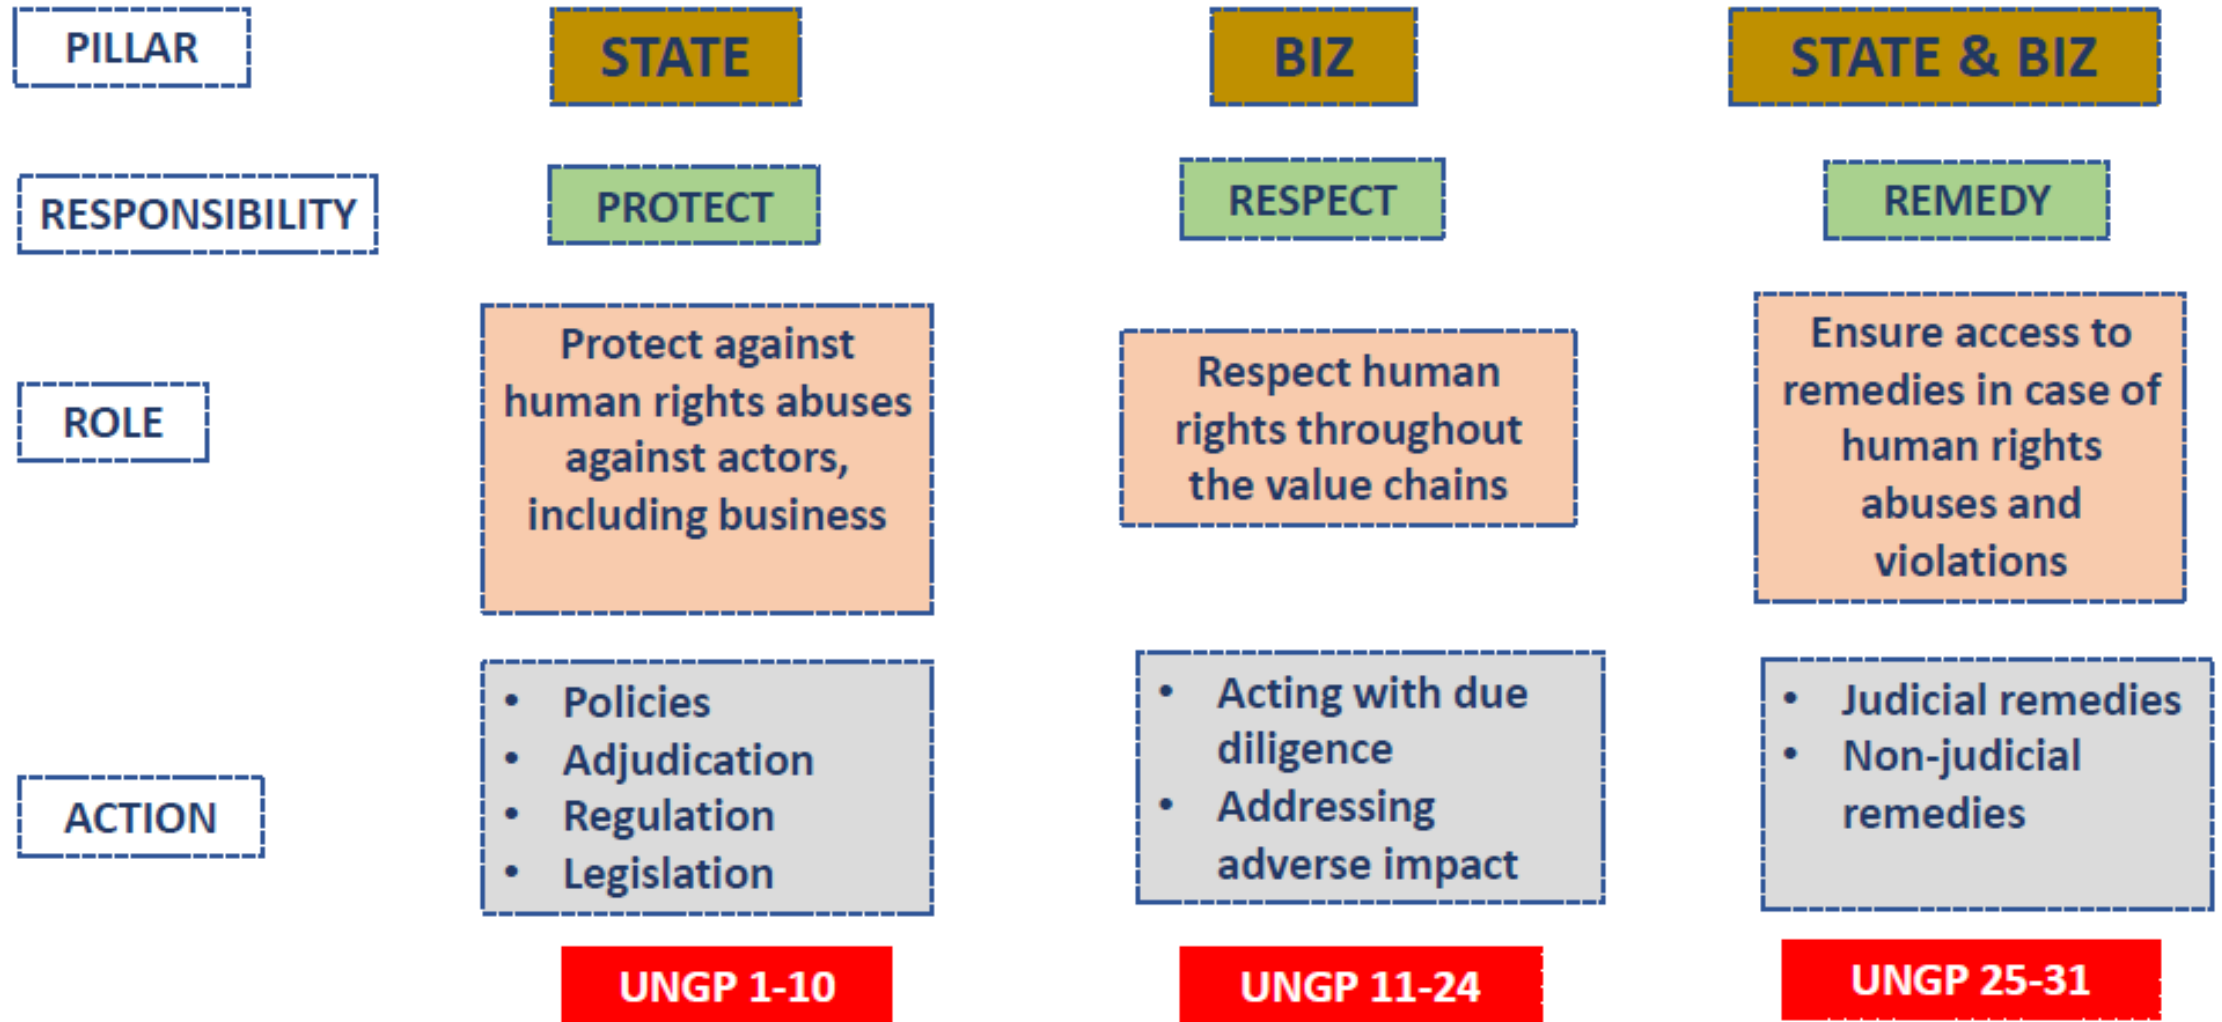 PILLAR
STATE
BIZ
STATE & BIZ
RESPONSIBILITY
PROTECT
RESPECT
REMEDY
ROLE
Protect against
human rights abuses
against actors,
including business
Respect human
rights throughout
the value chains
Ensure access to
remedies in case of
human rights
abuses and
violations
ACTION
• Policies
• Adjudication
• Regulation
• Legislation
• Acting with due
diligence
• Addressing
adverse impact
• Judicial remedies
• Non-judicial
remedies
UNGP 1-10
UNGP 11-24
UNGP 25-31